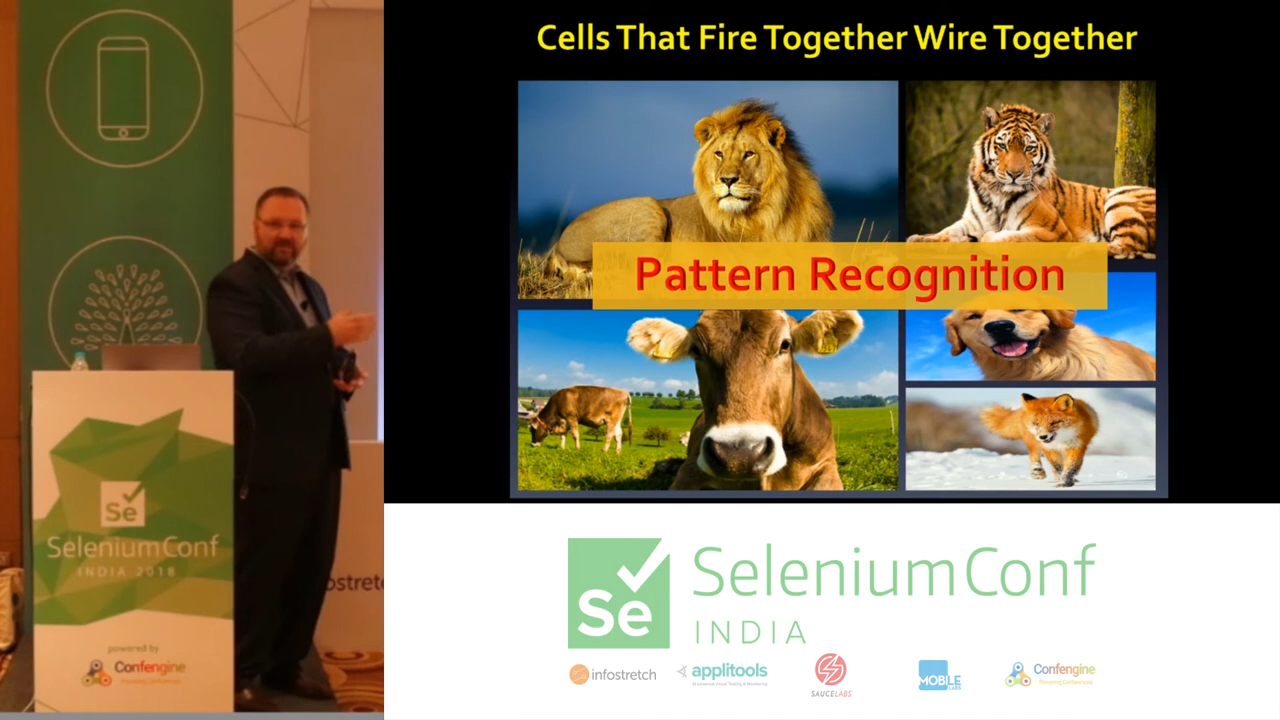 Cells That Fire Together Wire Together
Pattern Recognition
Se
SeleniumConf
INDIA 2018
powered by
Confengine
Se
SeleniumConf
INDIA
infostretch
applitools
SAUCELABS
MOBILE
LABS
Confengine